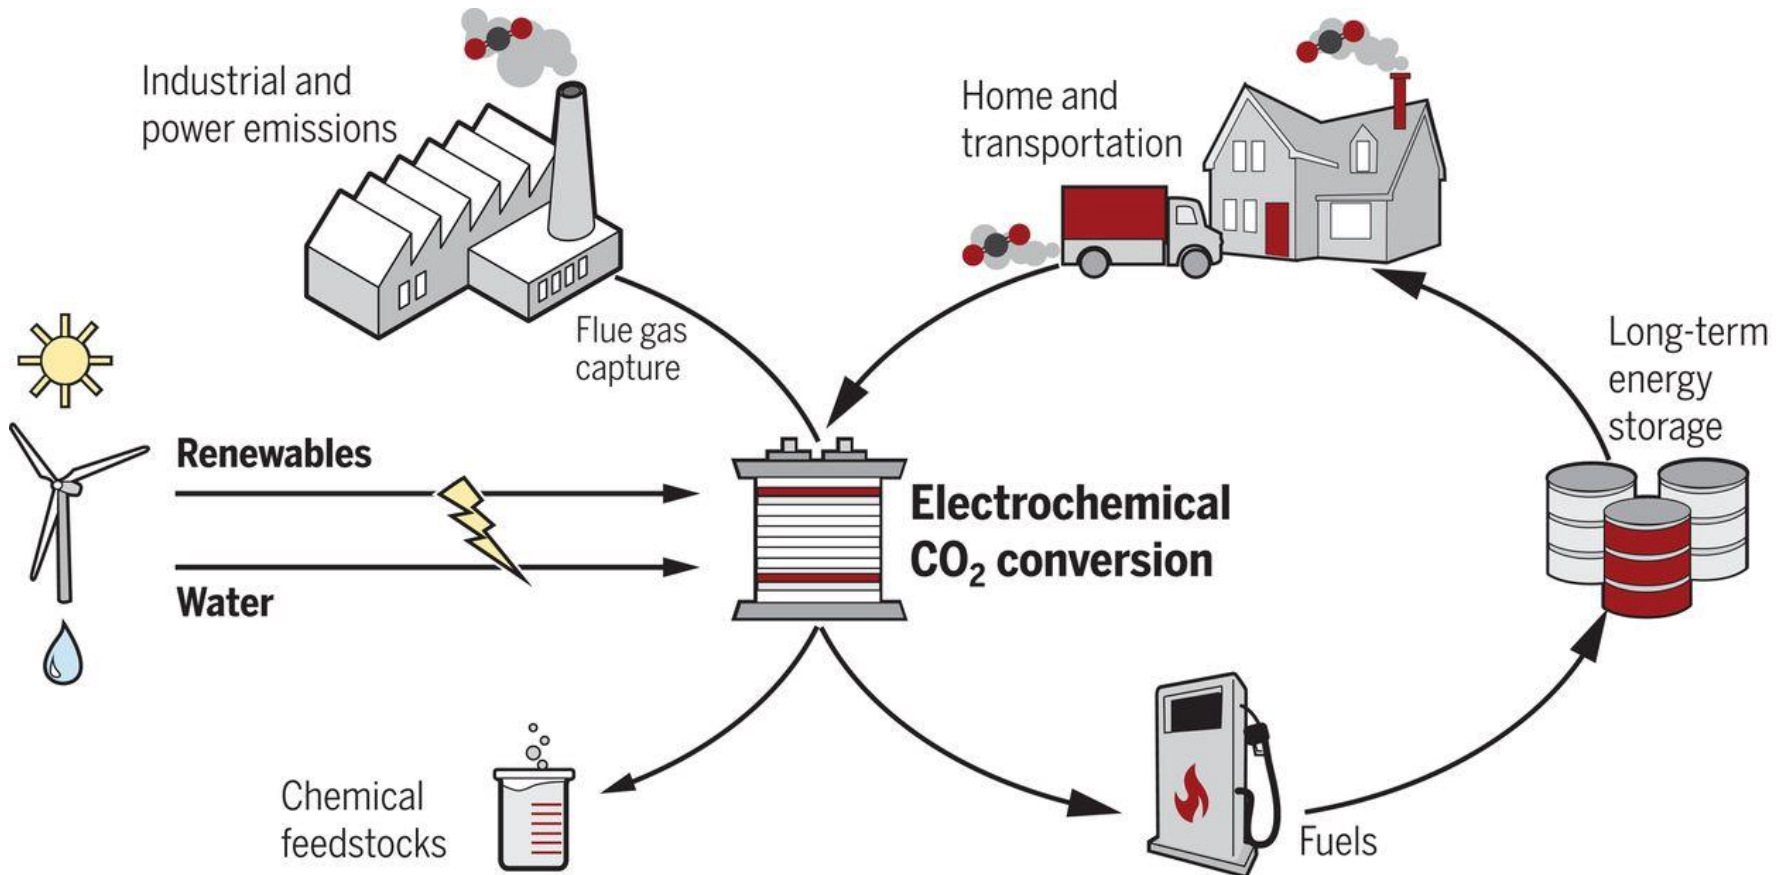 Industrial and
power emissions
Home and
transportation
Flue gas
capture
Long-term
energy
storage
Renewables
Electrochemical
CO₂ conversion
Water
Chemical
feedstocks
Fuels